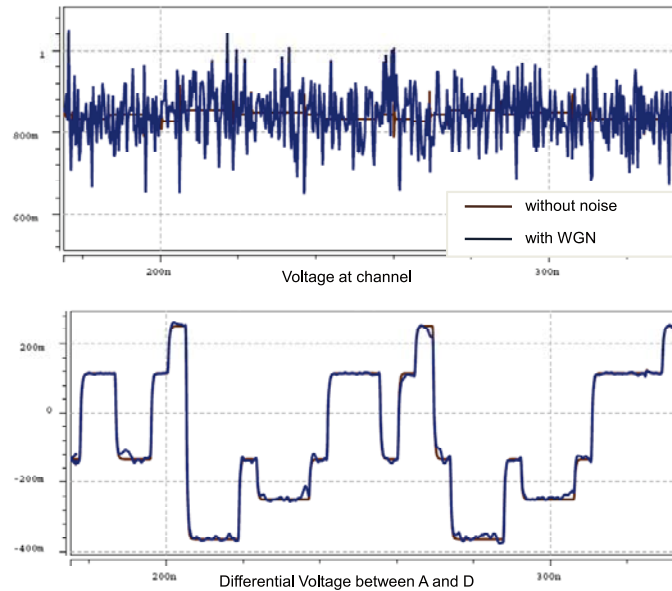 1
800m
600m
without noise
with WGN
200n
300n
Voltage at channel
200m
0
-200m
-400m
200n
300n
Differential Voltage between A and D